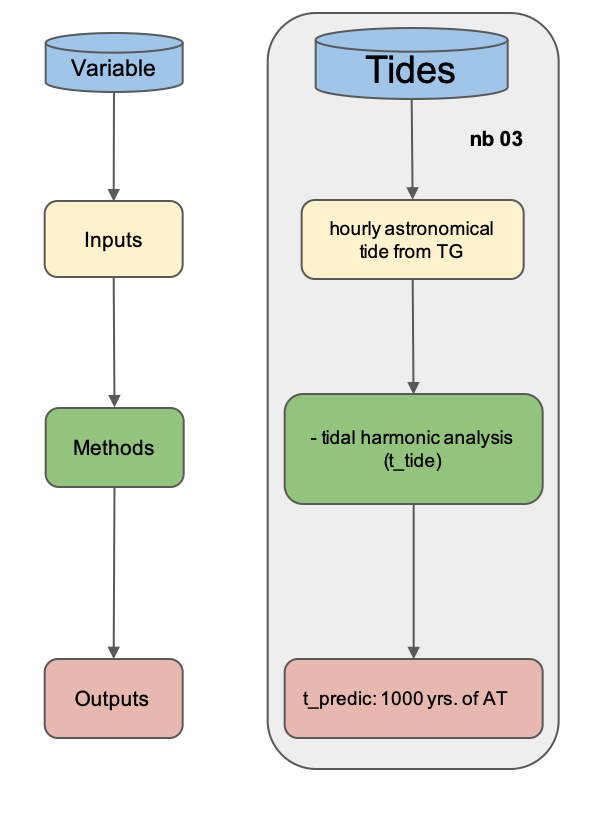 Variable
Tides
nb 03
Inputs
hourly astronomical
tide from TG
Methods
- tidal harmonic analysis
(t_tide)
Outputs
t_predic: 1000 yrs. of AT